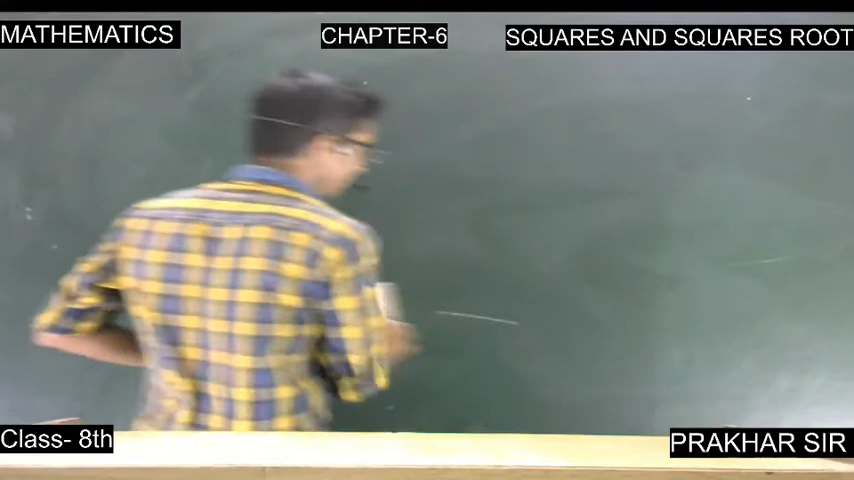 MATHEMATICS
CHAPTER-6
SQUARES AND SQUARES ROOT
Class- 8th
PRAKHAR SIR